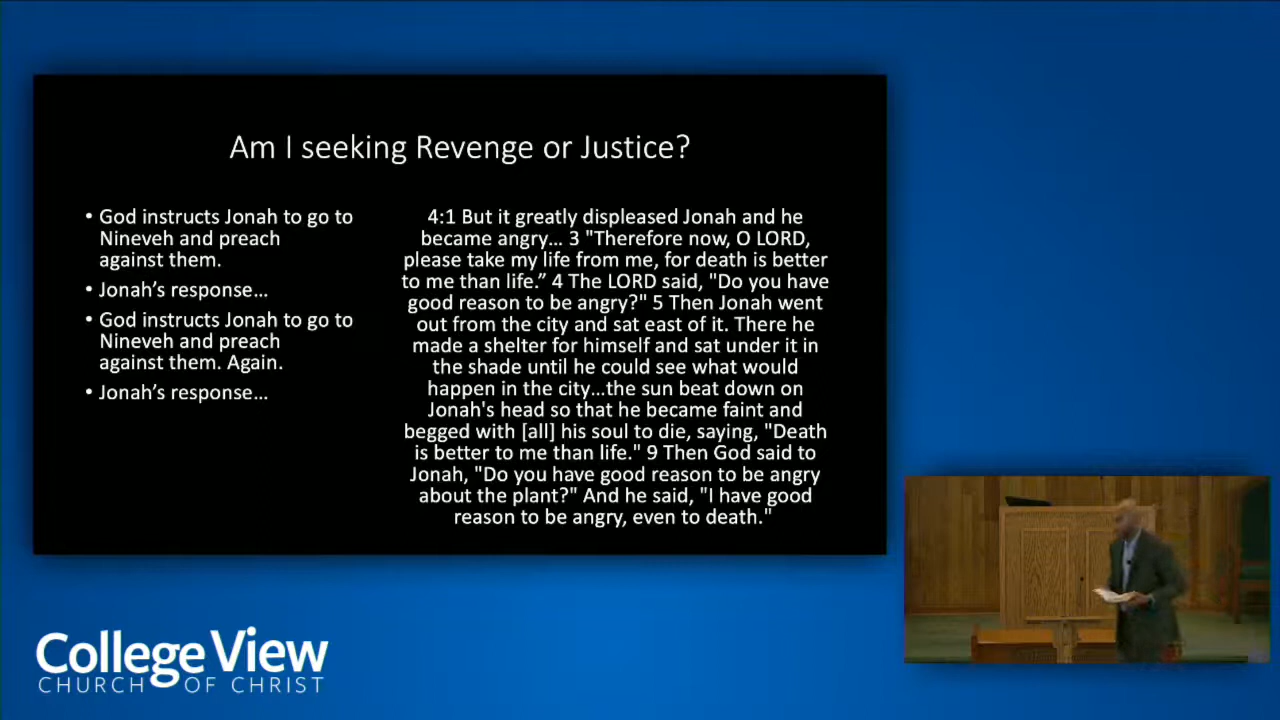 Am I seeking Revenge or Justice?
• God instructs Jonah to go to
Nineveh and preach
against them.
• Jonah's response...
• God instructs Jonah to go to
Nineveh and preach
against them. Again.
• Jonah's response...
4:1 But it greatly displeased Jonah and he
became angry... 3 "Therefore now, O LORD,
please take my life from me, for death is better
to me than life.” 4 The LORD said, "Do you have
good reason to be angry?" 5 Then Jonah went
out from the city and sat east of it. There he
made a shelter for himself and sat under it in
the shade until he could see what would
happen in the city...the sun beat down on
Jonah's head so that he became faint and
begged with [all] his soul to die, saying, "Death
is better to me than life." 9 Then God said to
Jonah, "Do you have good reason to be angry
about the plant?" And he said, "I have good
reason to be angry, even to death."
College View
CHURCH OF CHRIST